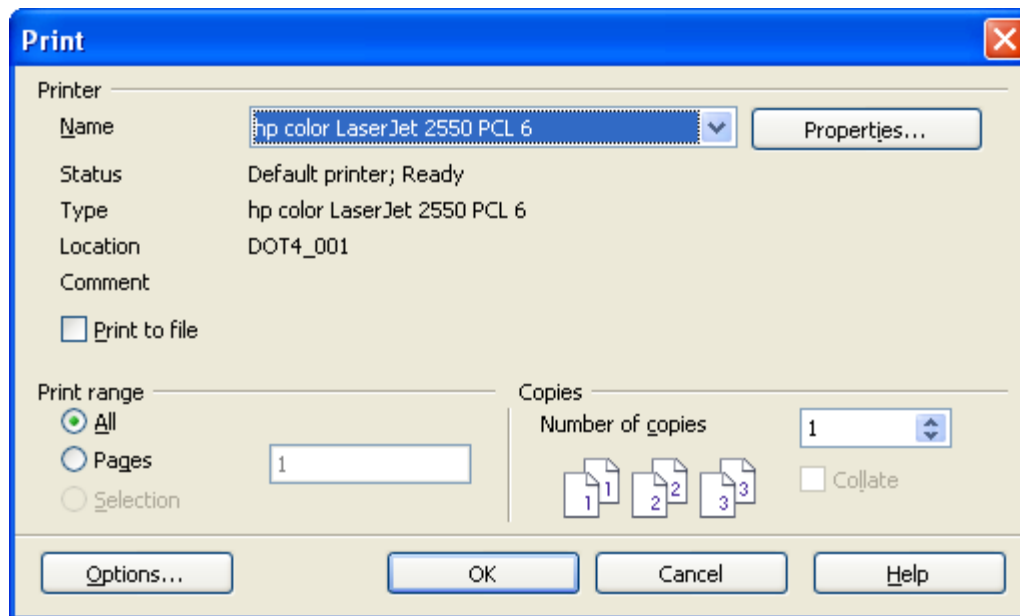 Print
Printer
Name hp color LaserJet 2550 PCL 6 Properties...
Status Default printer; Ready
Type hp color LaserJet 2550 PCL 6
Location DOT4_001
Comment
Print to file
Print range Copies
All Number of copies 1
Pages 1
1 1 2 2 3 3 Collate
Selection
Options... OK Cancel Help